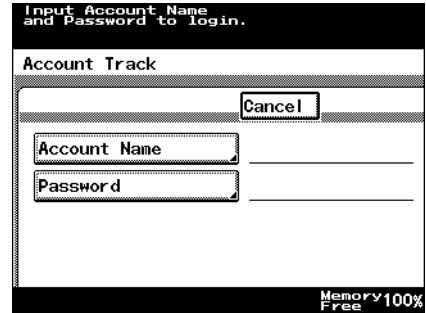 Input Account Name
and Password to login.
Account Track
Cancel
Account Name
Password
Memory
Free 100%